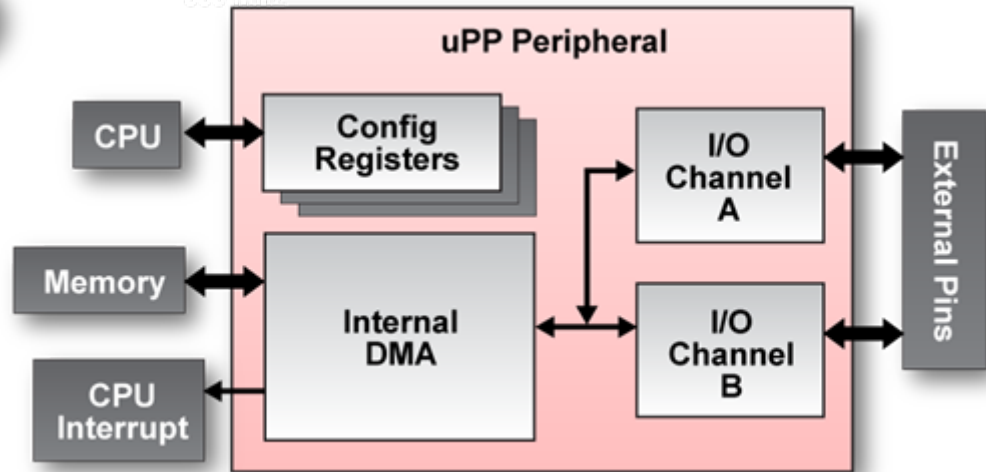 uPP Peripheral
CPU
Config
Registers
I/O
Channel
A
External Pins
Memory
Internal
DMA
I/O
Channel
B
CPU
Interrupt